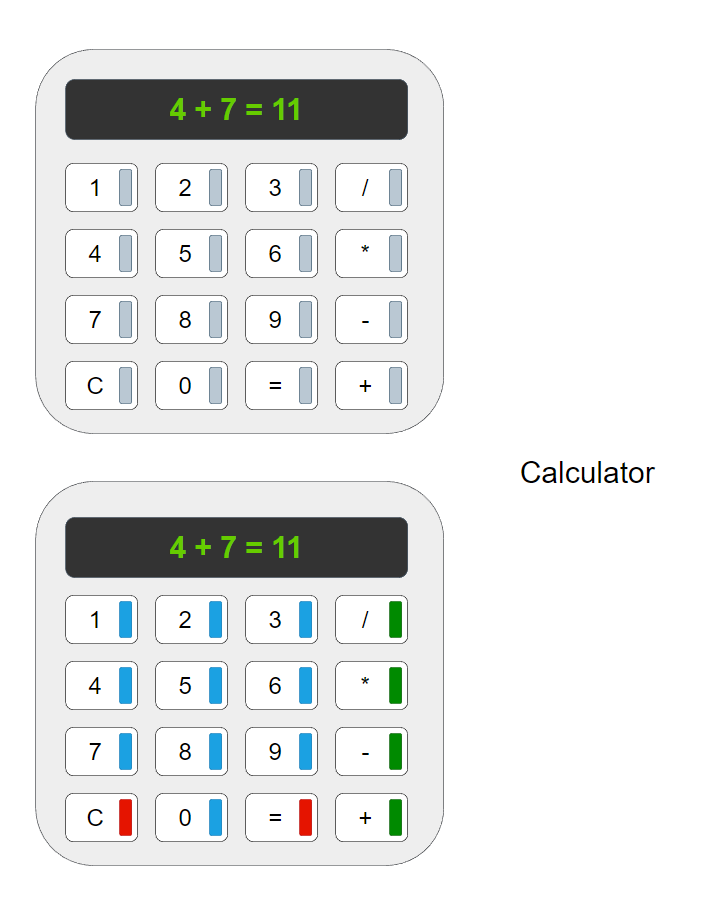 4 + 7 = 11
1 2 3 /
4 5 6 *
7 8 9 -
C 0 = +
Calculator
4 + 7 = 11
1 2 3 /
4 5 6 *
7 8 9 -
C 0 = +